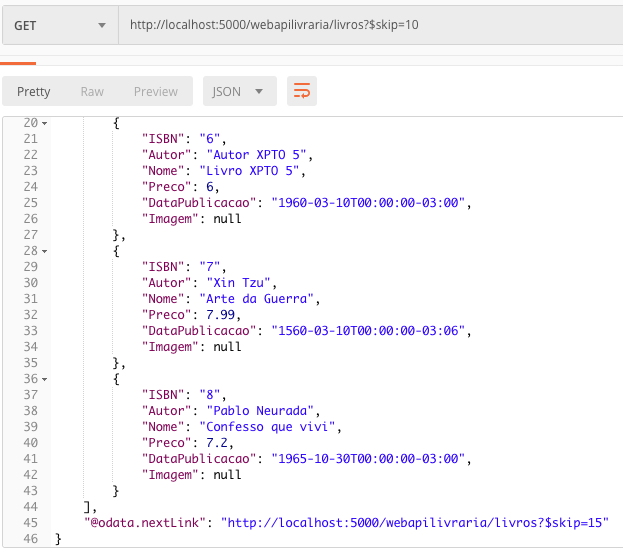 GET http://localhost:5000/webapilivraria/livros?$skip=10
Pretty Raw Preview JSON
20 {
21 "ISBN": "6",
22 "Autor": "Autor XPTO 5",
23 "Nome": "Livro XPTO 5",
24 "Preco": 6,
25 "DataPublicacao": "1960-03-10T00:00:00-03:00",
26 "Imagem": null
27 },
28 {
29 "ISBN": "7",
30 "Autor": "Xin Tzu",
31 "Nome": "Arte da Guerra",
32 "Preco": 7.99,
33 "DataPublicacao": "1560-03-10T00:00:00-03:06",
34 "Imagem": null
35 },
36 {
37 "ISBN": "8",
38 "Autor": "Pablo Neurada",
39 "Nome": "Confesso que vivi",
40 "Preco": 7.2,
41 "DataPublicacao": "1965-10-30T00:00:00-03:00",
42 "Imagem": null
43 }
44 ],
45 "@odata.nextLink": "http://localhost:5000/webapilivraria/livros?$skip=15"
46 }